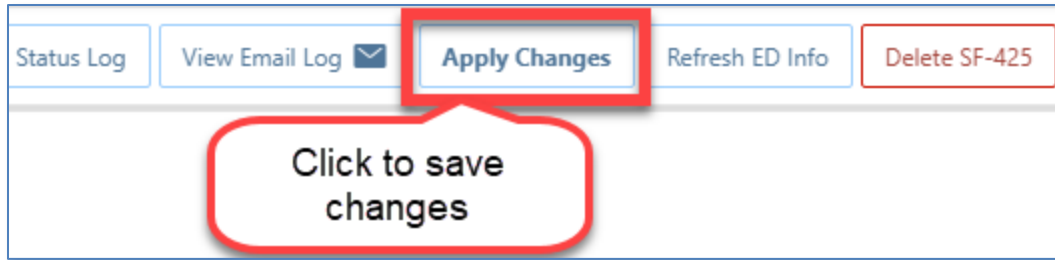 Status Log View Email Log Apply Changes Refresh ED Info Delete SF-425
Click to save
changes